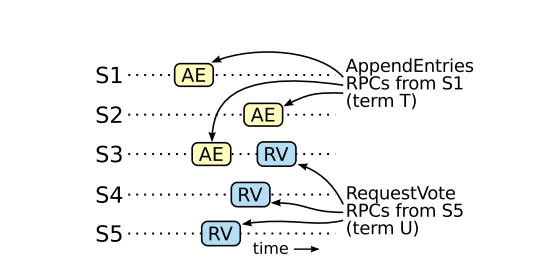 S1 AE
AppendEntries
RPCs from S1
(term T)
S2 AE
S3 AE RV
S4 RV
RequestVote
RPCs from S5
(term U)
S5 RV
time